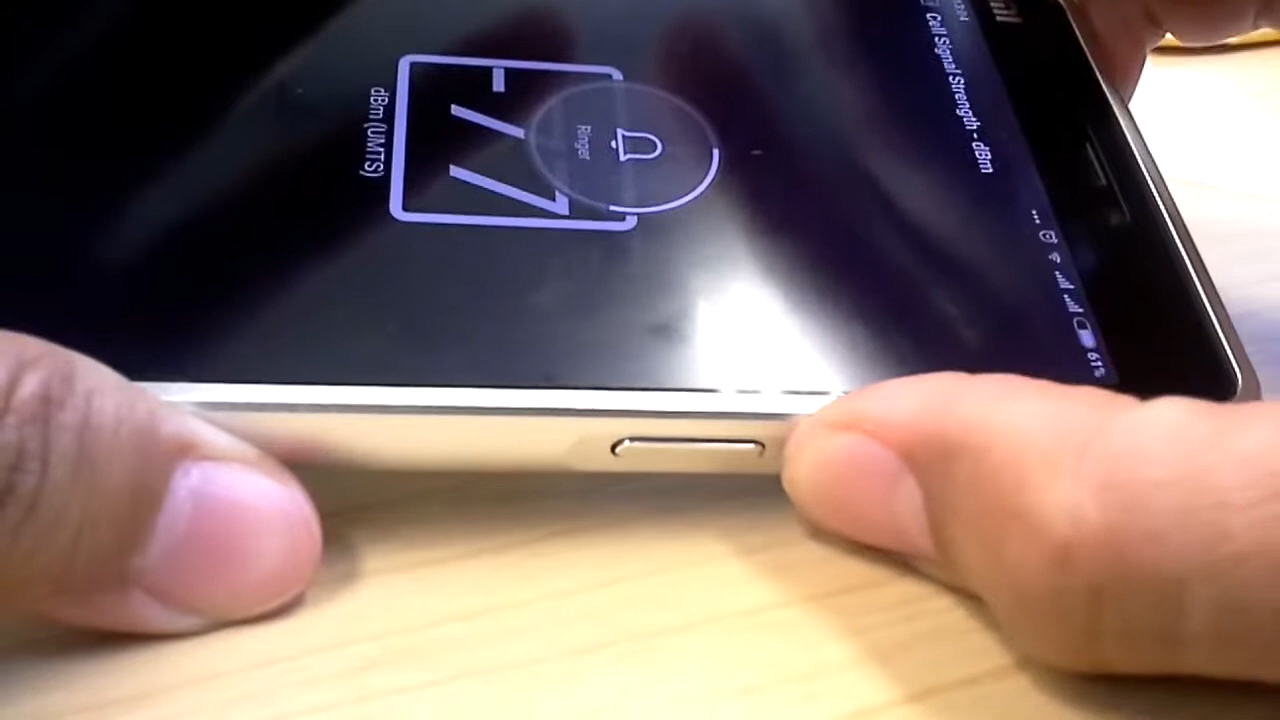 61%
Cell Signal Strength - dBm
Ringer
-77
dBm (UMTS)